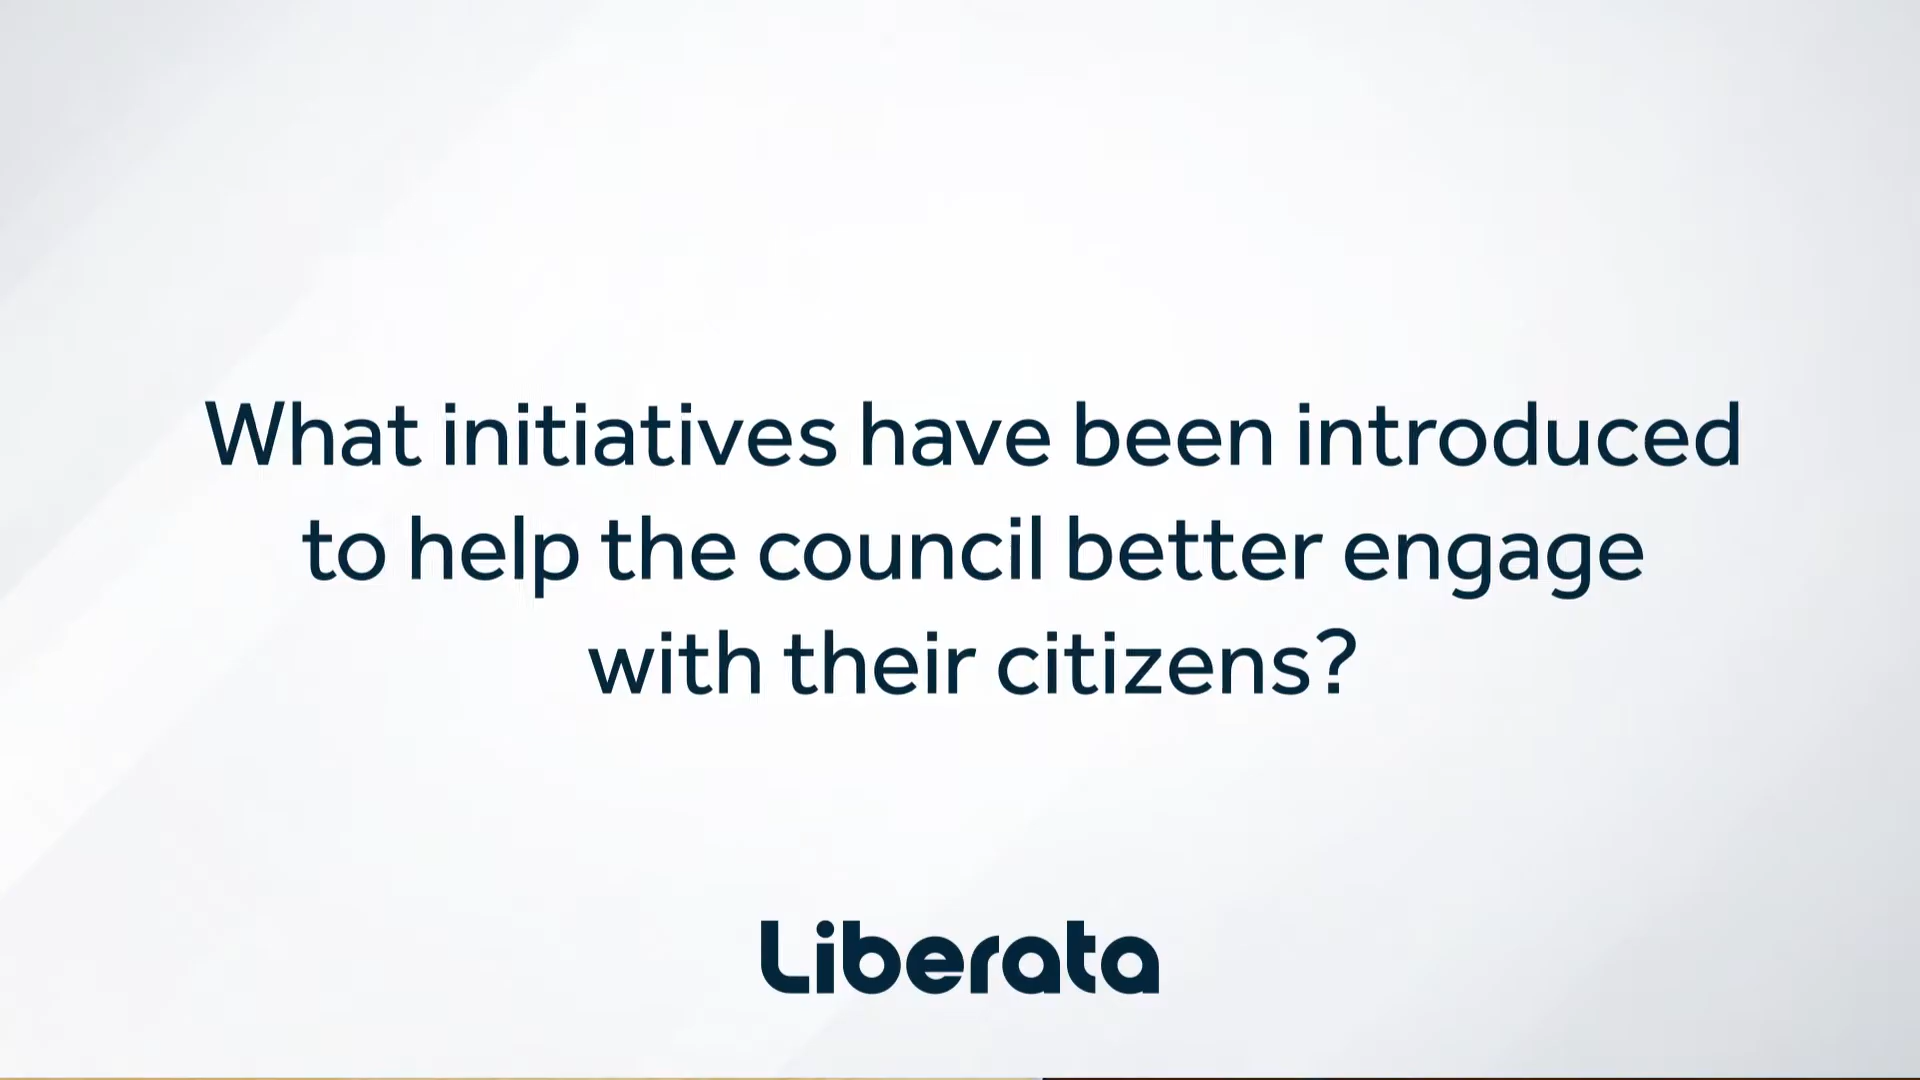 What initiatives have been introduced
to help the council better engage
with their citizens?
Liberata